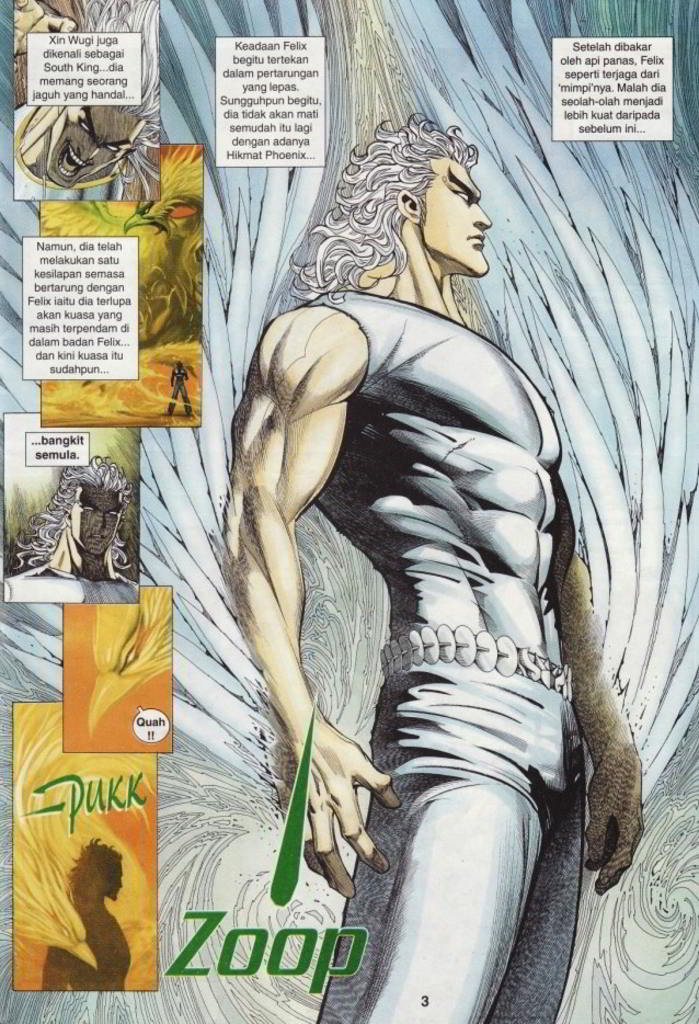 Xin Wugi juga
dikenali sebagai
South King...dia
memang seorang
jaguh yang handal...
Keadaan Felix
begitu tertekan
dalam pertarungan
yang lepas.
Sungguhpun begitu,
dia tidak akan mati
semudah itu lagi
dengan adanya
Hikmat Phoenix...
Setelah dibakar
oleh api panas, Felix
seperti terjaga dari
'mimpi'nya. Malah dia
seolah-olah menjadi
lebih kuat daripada
sebelum ini...
Namun, dia telah
melakukan satu
kesilapan semasa
bertarung dengan
Felix iaitu dia terlupa
akan kuasa yang
masih terpendam di
dalam badan Felix...
dan kini kuasa itu
sudahpun...
...bangkit
semula.
Quah
!!
PUKK
Zoop
3